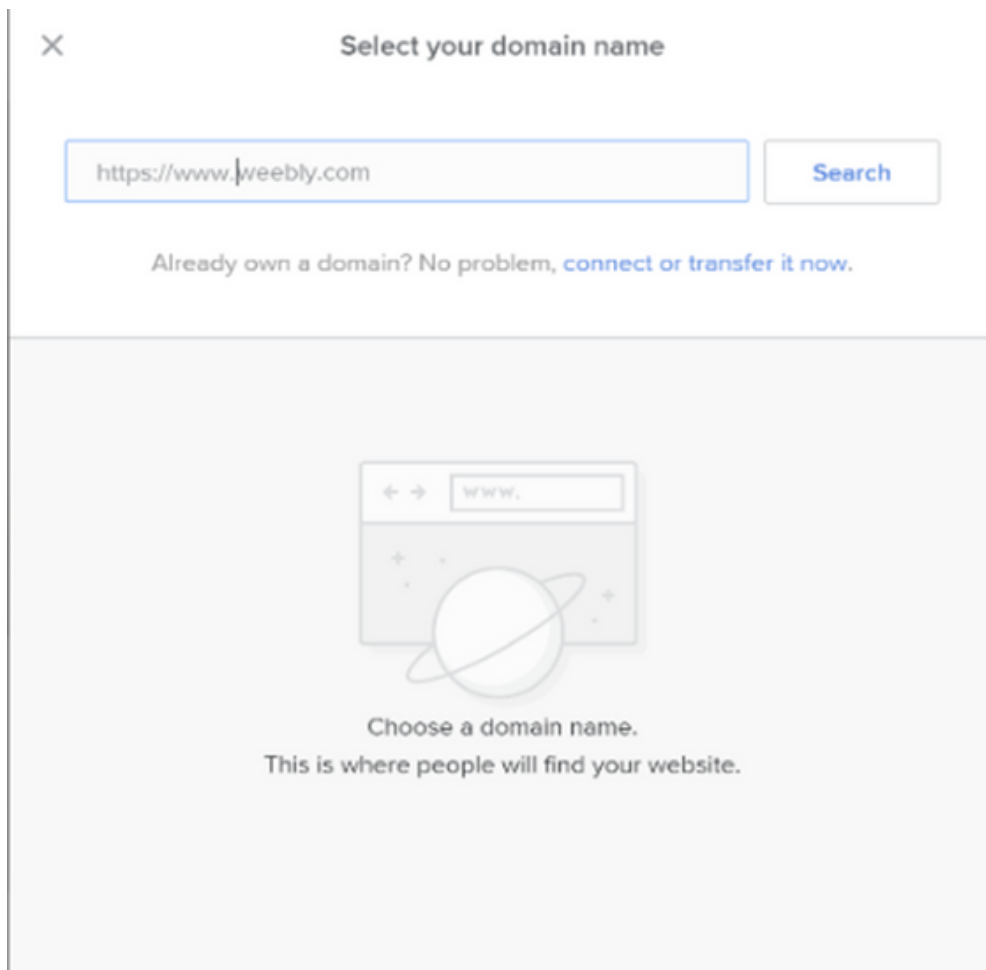 Select your domain name
https://www.weebly.com
Search
Already own a domain? No problem, connect or transfer it now.
www.
Choose a domain name.
This is where people will find your website.